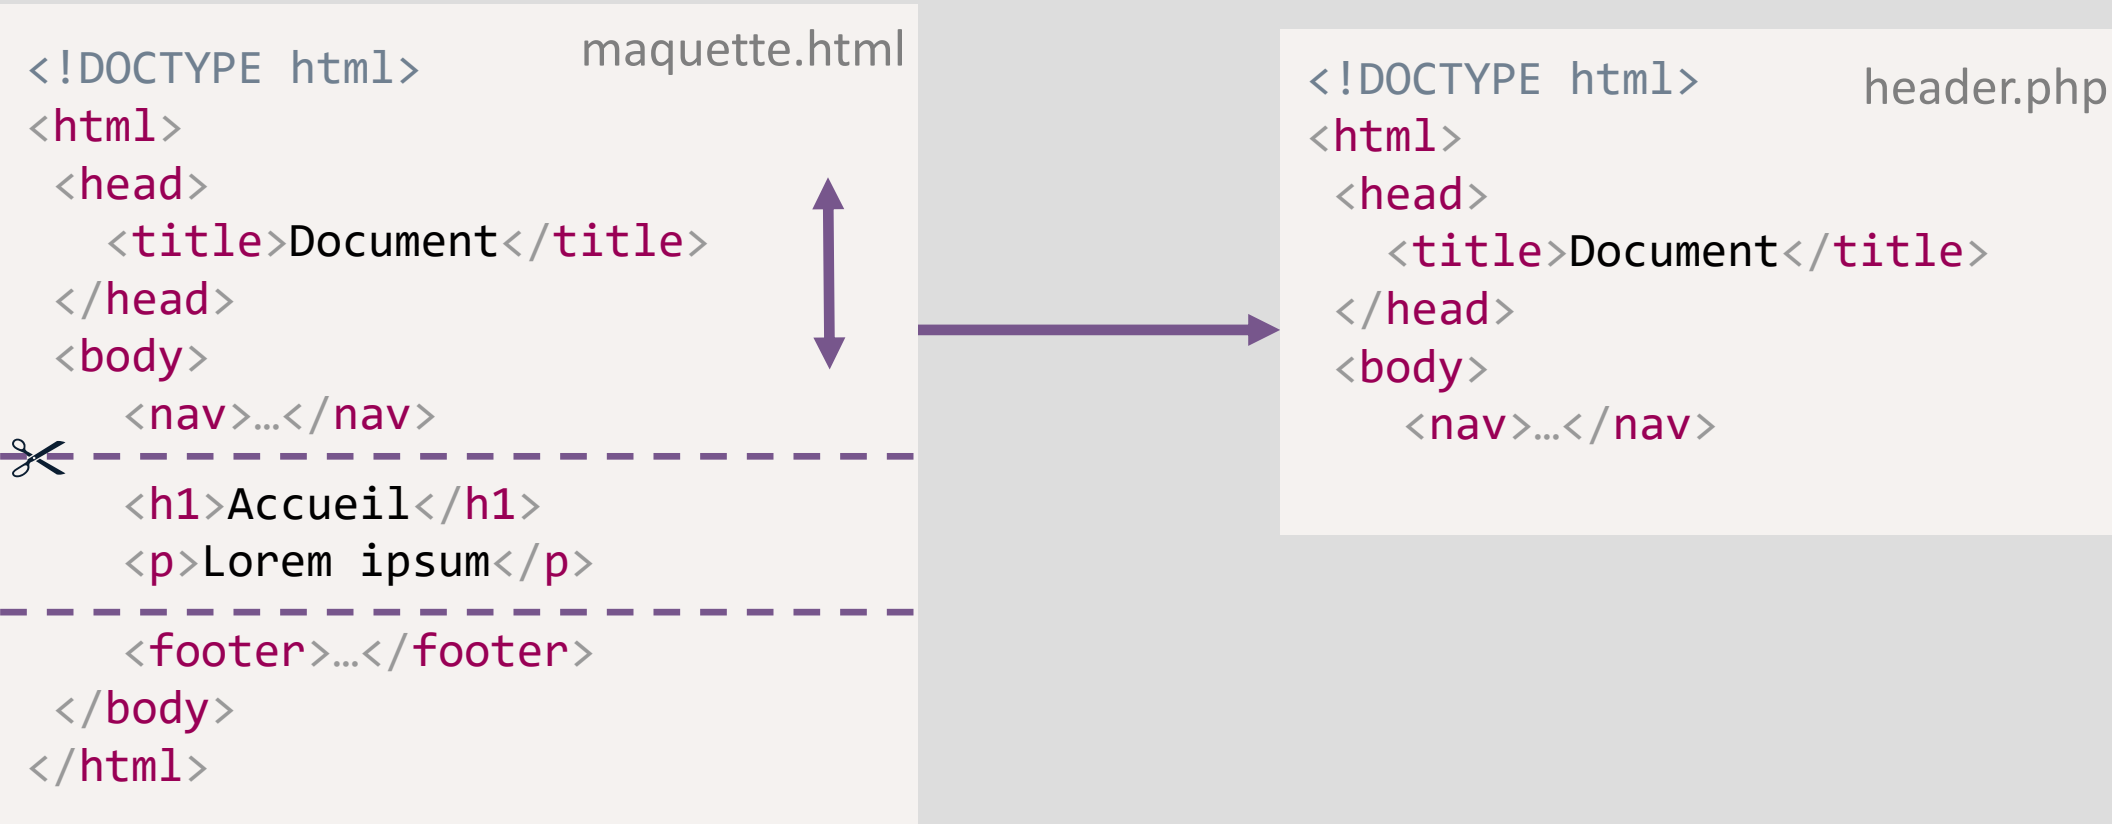 maquette.html
<!DOCTYPE html>
<html>
<head>
<title>Document</title>
</head>
<body>
<nav>…</nav>
<h1>Accueil</h1>
<p>Lorem ipsum</p>
<footer>…</footer>
</body>
</html>
header.php
<!DOCTYPE html>
<html>
<head>
<title>Document</title>
</head>
<body>
<nav>…</nav>